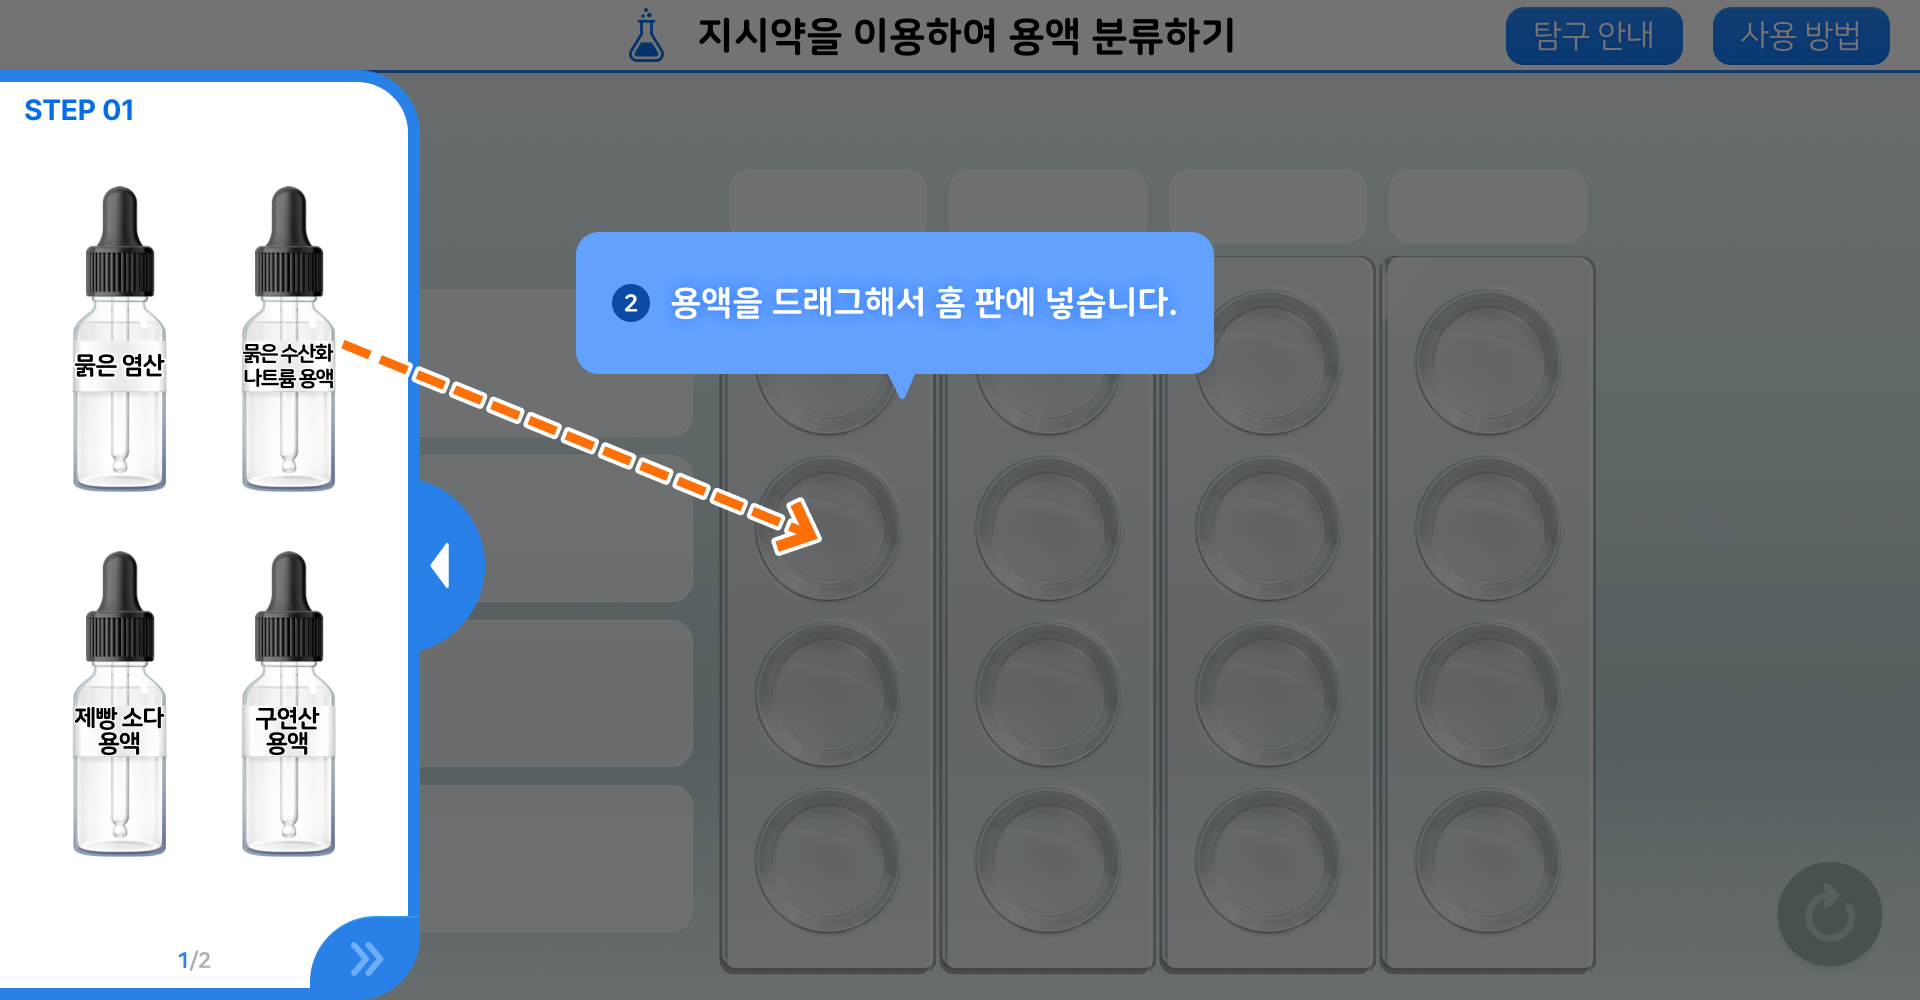 지시약을 이용하여 용액 분류하기
탐구 안내
사용 방법
STEP 01
묽은 염산
묽은 수산화
나트륨 용액
제빵 소다
용액
구연산
용액
1/2
2 용액을 드래그해서 홈 판에 넣습니다.